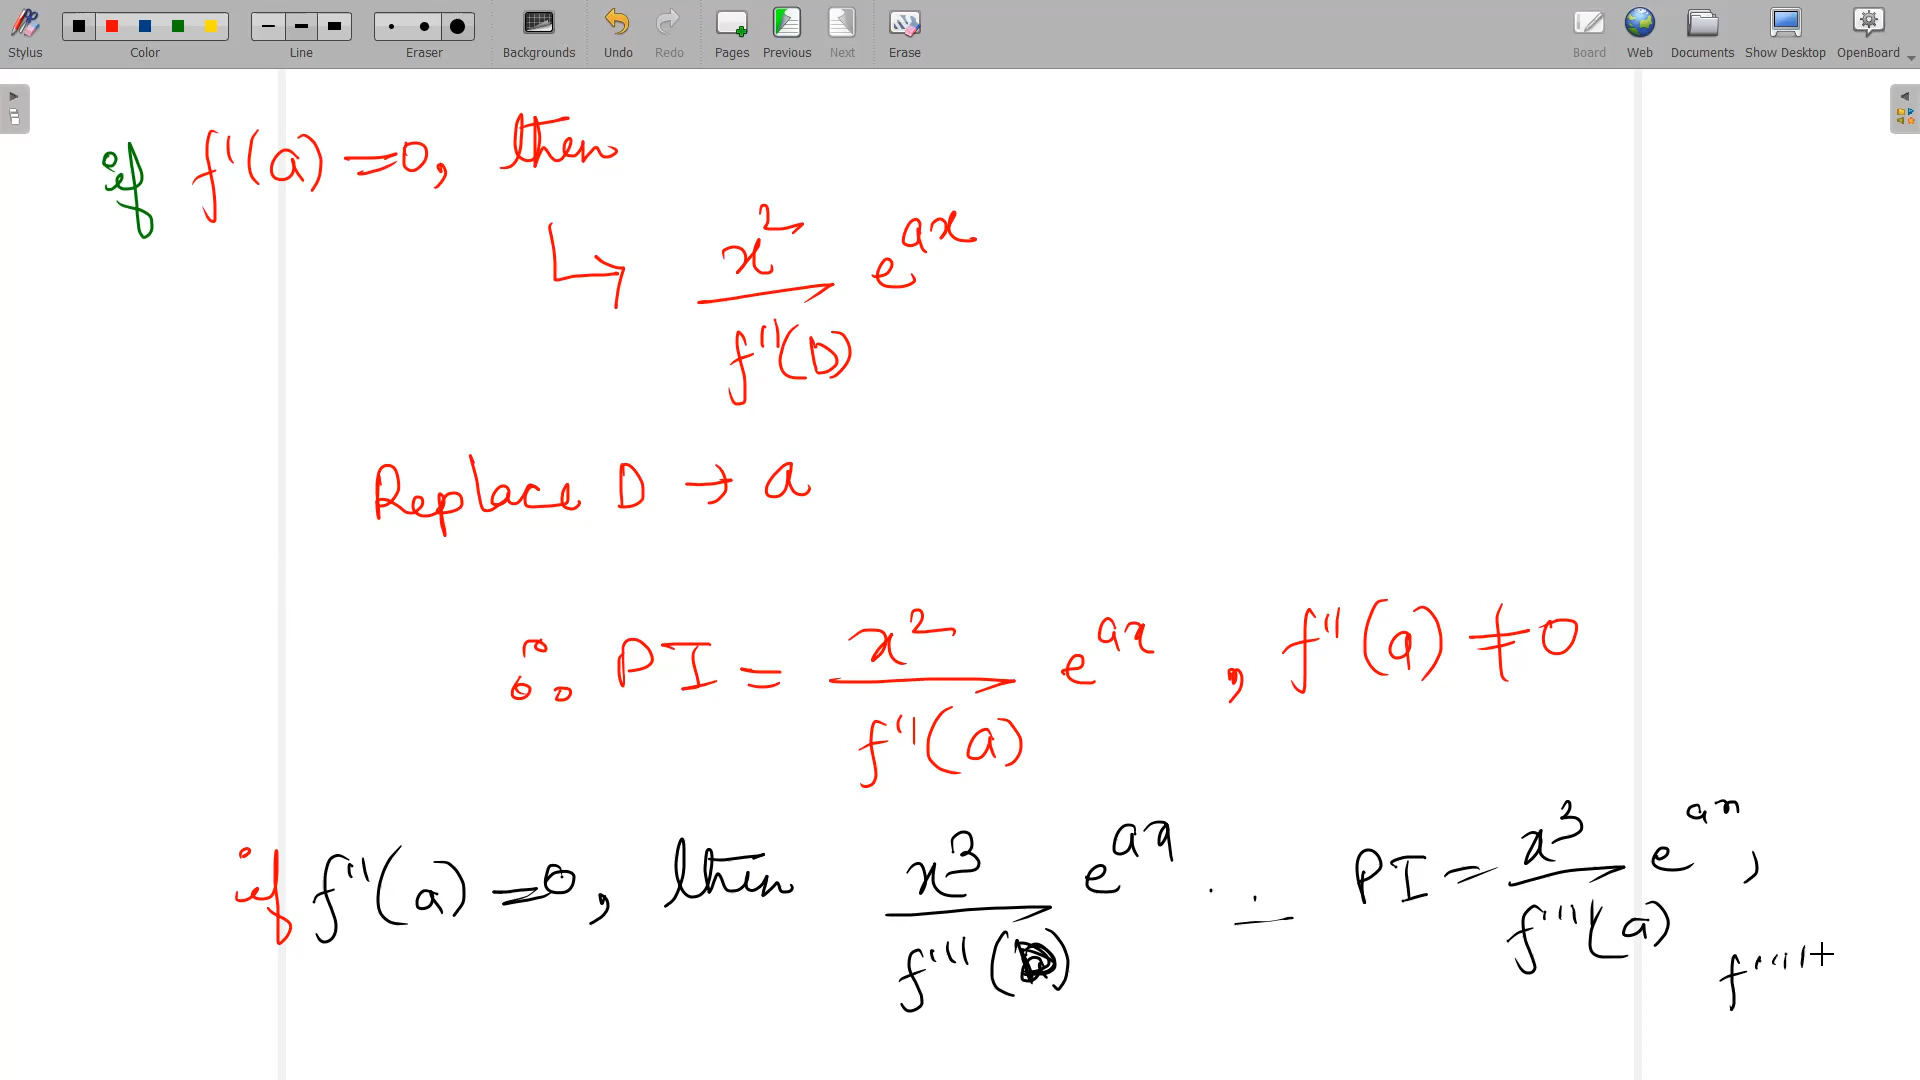 Stylus Color Line Eraser Backgrounds Undo Redo Pages Previous Next Erase Board Web Documents Show Desktop OpenBoard
if f'(a) = 0, then
x² / f''(D) e^ax
Replace D → a
∴ PI = x² / f''(a) e^ax , f''(a) ≠ 0
if f''(a) = 0, then x³ / f'''( ) e^ax ∴ PI = x³ / f'''(a) e^ax ,
f'''